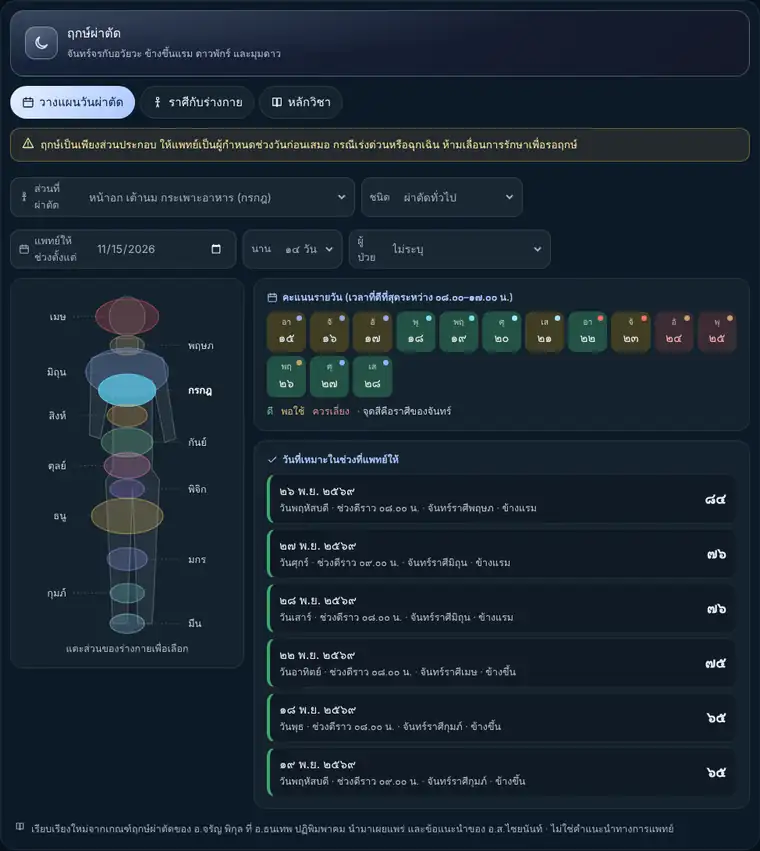 ฤกษ์ผ่าตัด
จันทร์จรกับอวัยวะ ข้างขึ้นแรม ดาวพักร์ และมุมดาว
วางแผนวันผ่าตัด
ราศีกับร่างกาย
หลักวิชา
ฤกษ์เป็นเพียงส่วนประกอบ ให้แพทย์เป็นผู้กำหนดช่วงวันก่อนเสมอ กรณีเร่งด่วนหรือฉุกเฉิน ห้ามเลื่อนการรักษาเพื่อรอฤกษ์
ส่วนที่
ผ่าตัด
หน้าอก เต้านม กระเพาะอาหาร (กรกฎ)
ชนิด
ผ่าตัดทั่วไป
แพทย์ให้
ช่วงตั้งแต่
11/15/2026
นาน
๑๔ วัน
ผู้
ป่วย
ไม่ระบุ
เมษ
พฤษภ
มิถุน
กรกฎ
สิงห์
กันย์
ตุลย์
พิจิก
ธนู
มกร
กุมภ์
มีน
แตะส่วนของร่างกายเพื่อเลือก
คะแนนรายวัน (เวลาที่ดีที่สุดระหว่าง ๐๘.๐๐–๑๗.๐๐ น.)
อา จ อ พุ พฤ ศุ เส อา จ อ พุ
๑๕ ๑๖ ๑๗ ๑๘ ๑๙ ๒๐ ๒๑ ๒๒ ๒๓ ๒๔ ๒๕
พฤ ศุ เส
๒๖ ๒๗ ๒๘
ดี พอใช้ ควรเลี่ยง · จุดสีคือราศีของจันทร์
วันที่เหมาะในช่วงที่แพทย์ให้
๒๖ พ.ย. ๒๕๖๙
วันพฤหัสบดี · ช่วงดีราว ๐๘.๐๐ น. · จันทร์ราศีพฤษภ · ข้างแรม
๘๔
๒๗ พ.ย. ๒๕๖๙
วันศุกร์ · ช่วงดีราว ๐๙.๐๐ น. · จันทร์ราศีมิถุน · ข้างแรม
๗๖
๒๘ พ.ย. ๒๕๖๙
วันเสาร์ · ช่วงดีราว ๐๘.๐๐ น. · จันทร์ราศีมิถุน · ข้างแรม
๗๖
๒๒ พ.ย. ๒๕๖๙
วันอาทิตย์ · ช่วงดีราว ๐๘.๐๐ น. · จันทร์ราศีเมษ · ข้างขึ้น
๗๕
๑๘ พ.ย. ๒๕๖๙
วันพุธ · ช่วงดีราว ๐๘.๐๐ น. · จันทร์ราศีกุมภ์ · ข้างขึ้น
๖๕
๑๙ พ.ย. ๒๕๖๙
วันพฤหัสบดี · ช่วงดีราว ๐๙.๐๐ น. · จันทร์ราศีกุมภ์ · ข้างขึ้น
๖๕
เรียบเรียงใหม่จากเกณฑ์ฤกษ์ผ่าตัดของ อ.จรัญ พิกุล ที่ อ.ธนเทพ ปฏิพิมพาคม นำมาเผยแพร่ และข้อแนะนำของ อ.ส.ไชยนันท์ · ไม่ใช่คำแนะนำทางการแพทย์